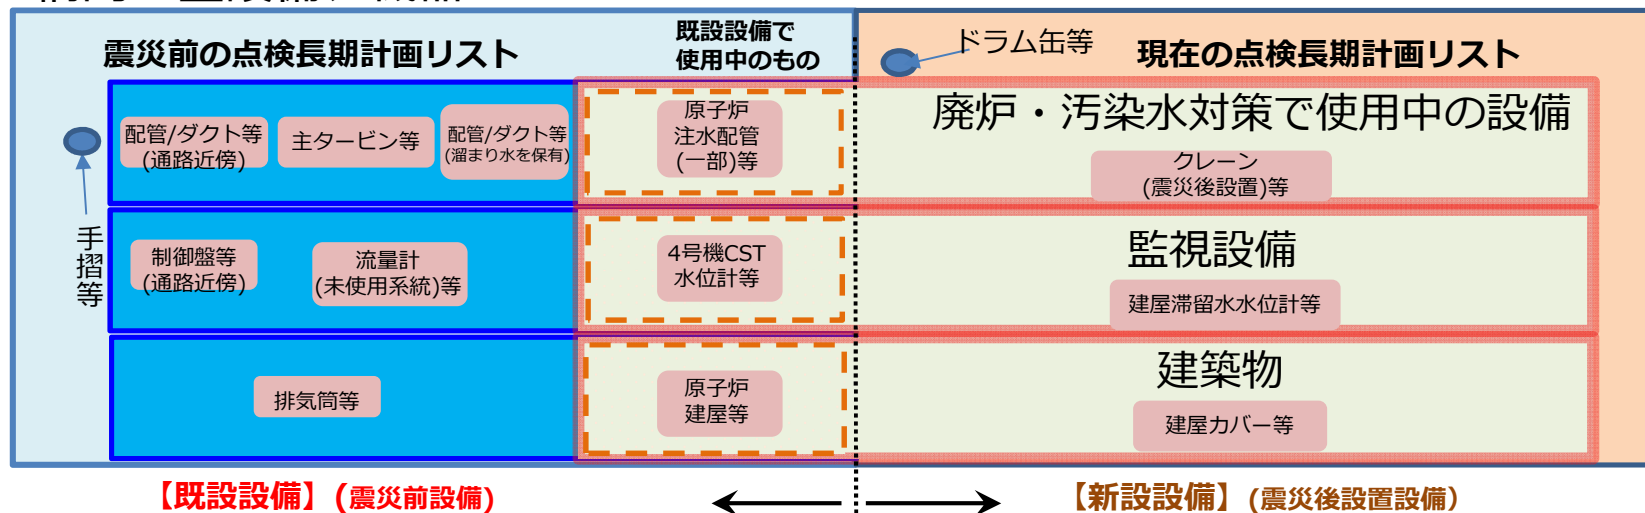 震災前の点検長期計画リスト
既設設備で
使用中のもの
ドラム缶等
現在の点検長期計画リスト
配管/ダクト等
(通路近傍)
主タービン等
配管/ダクト等
(溜まり水を保有)
原子炉
注水配管
(一部)等
廃炉・汚染水対策で使用中の設備
クレーン
(震災後設置)等
手摺等
制御盤等
(通路近傍)
流量計
(未使用系統)等
4号機CST
水位計等
監視設備
建屋滞留水水位計等
排気筒等
原子炉
建屋等
建築物
建屋カバー等
【既設設備】(震災前設備)
【新設設備】(震災後設置設備)